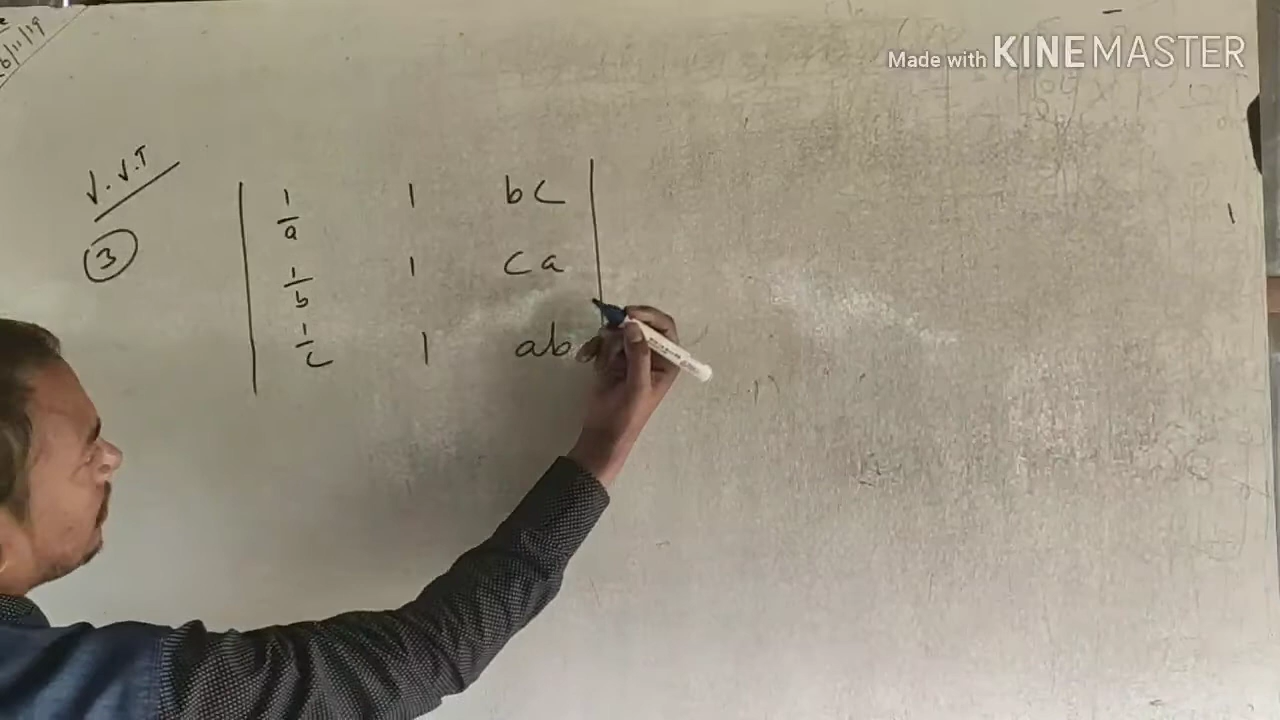 Made with KINEMASTER
V.V.I
3
1/a 1 bc
1/b 1 ca
1/c 1 ab